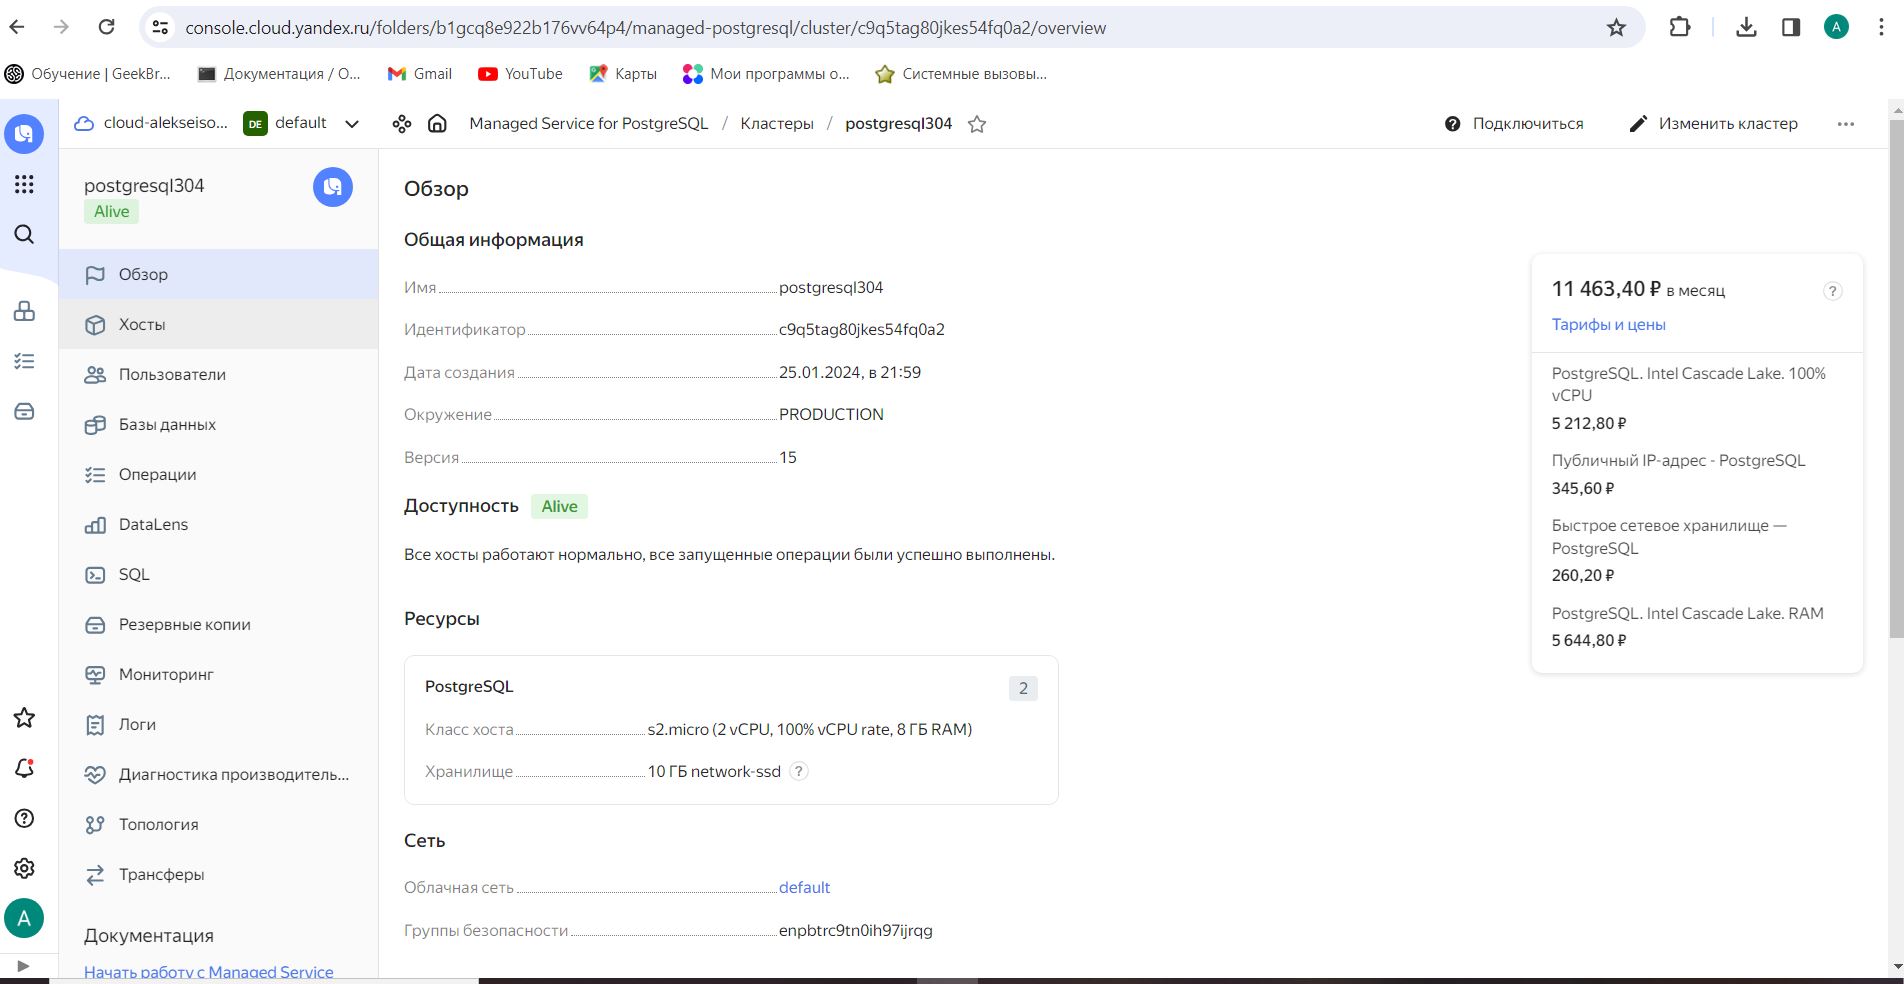 console.cloud.yandex.ru/folders/b1gcq8e922b176vv64p4/managed-postgresql/cluster/c9q5tag80jkes54fq0a2/overview
A
Обучение | GeekBr...
Документация / О...
Gmail
YouTube
Карты
Мои программы о...
Системные вызовы...
cloud-alekseiso...
DE
default
Managed Service for PostgreSQL / Кластеры / postgresql304
Подключиться
Изменить кластер
postgresql304
Alive
Обзор
Хосты
Пользователи
Базы данных
Операции
DataLens
SQL
Резервные копии
Мониторинг
Логи
Диагностика производитель...
Топология
Трансферы
Документация
Начать работу с Managed Service
A
Обзор
Общая информация
Имя postgresql304
Идентификатор c9q5tag80jkes54fq0a2
Дата создания 25.01.2024, в 21:59
Окружение PRODUCTION
Версия 15
Доступность Alive
Все хосты работают нормально, все запущенные операции были успешно выполнены.
Ресурсы
PostgreSQL 2
Класс хоста s2.micro (2 vCPU, 100% vCPU rate, 8 ГБ RAM)
Хранилище 10 ГБ network-ssd ?
Сеть
Облачная сеть default
Группы безопасности enpbtrc9tn0ih97ijrqg
11 463,40 ₽ в месяц ?
Тарифы и цены
PostgreSQL. Intel Cascade Lake. 100%
vCPU
5 212,80 ₽
Публичный IP-адрес - PostgreSQL
345,60 ₽
Быстрое сетевое хранилище —
PostgreSQL
260,20 ₽
PostgreSQL. Intel Cascade Lake. RAM
5 644,80 ₽